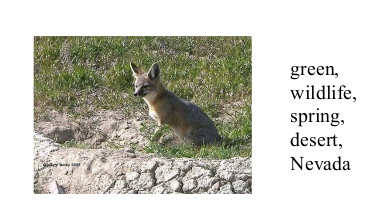 green,
wildlife,
spring,
desert,
Nevada